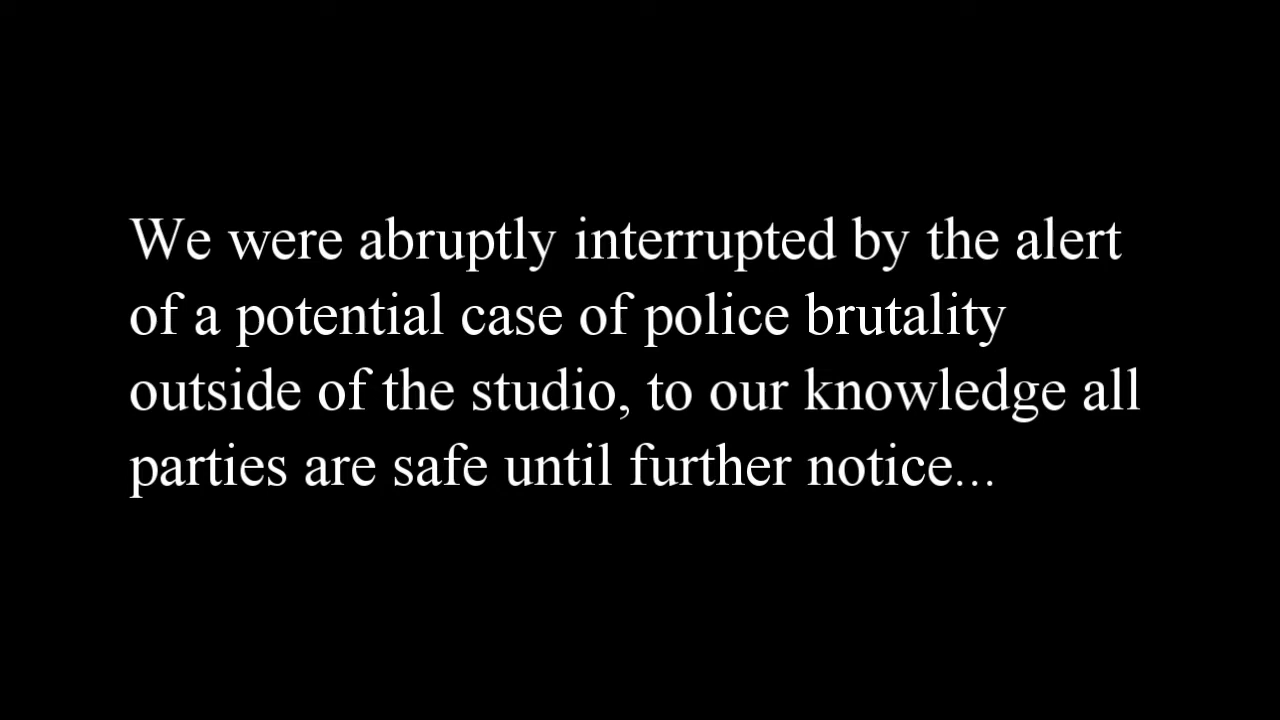 We were abruptly interrupted by the alert
of a potential case of police brutality
outside of the studio, to our knowledge all
parties are safe until further notice...